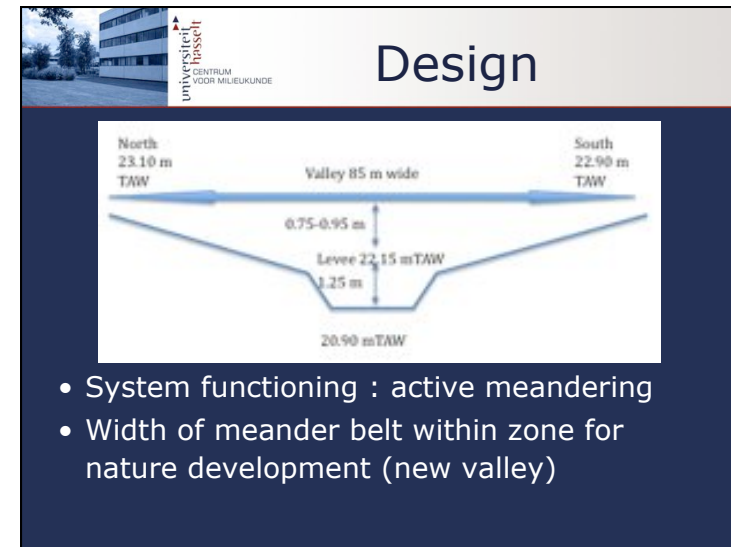 universiteit
hasselt
CENTRUM
VOOR MILIEUKUNDE
Design
North
23.10 m
TAW
Valley 85 m wide
South
22.90 m
TAW
0.75-0.95 m
Levee 22.15 mTAW
1.25 m
20.90 mTAW
• System functioning : active meandering
• Width of meander belt within zone for
nature development (new valley)